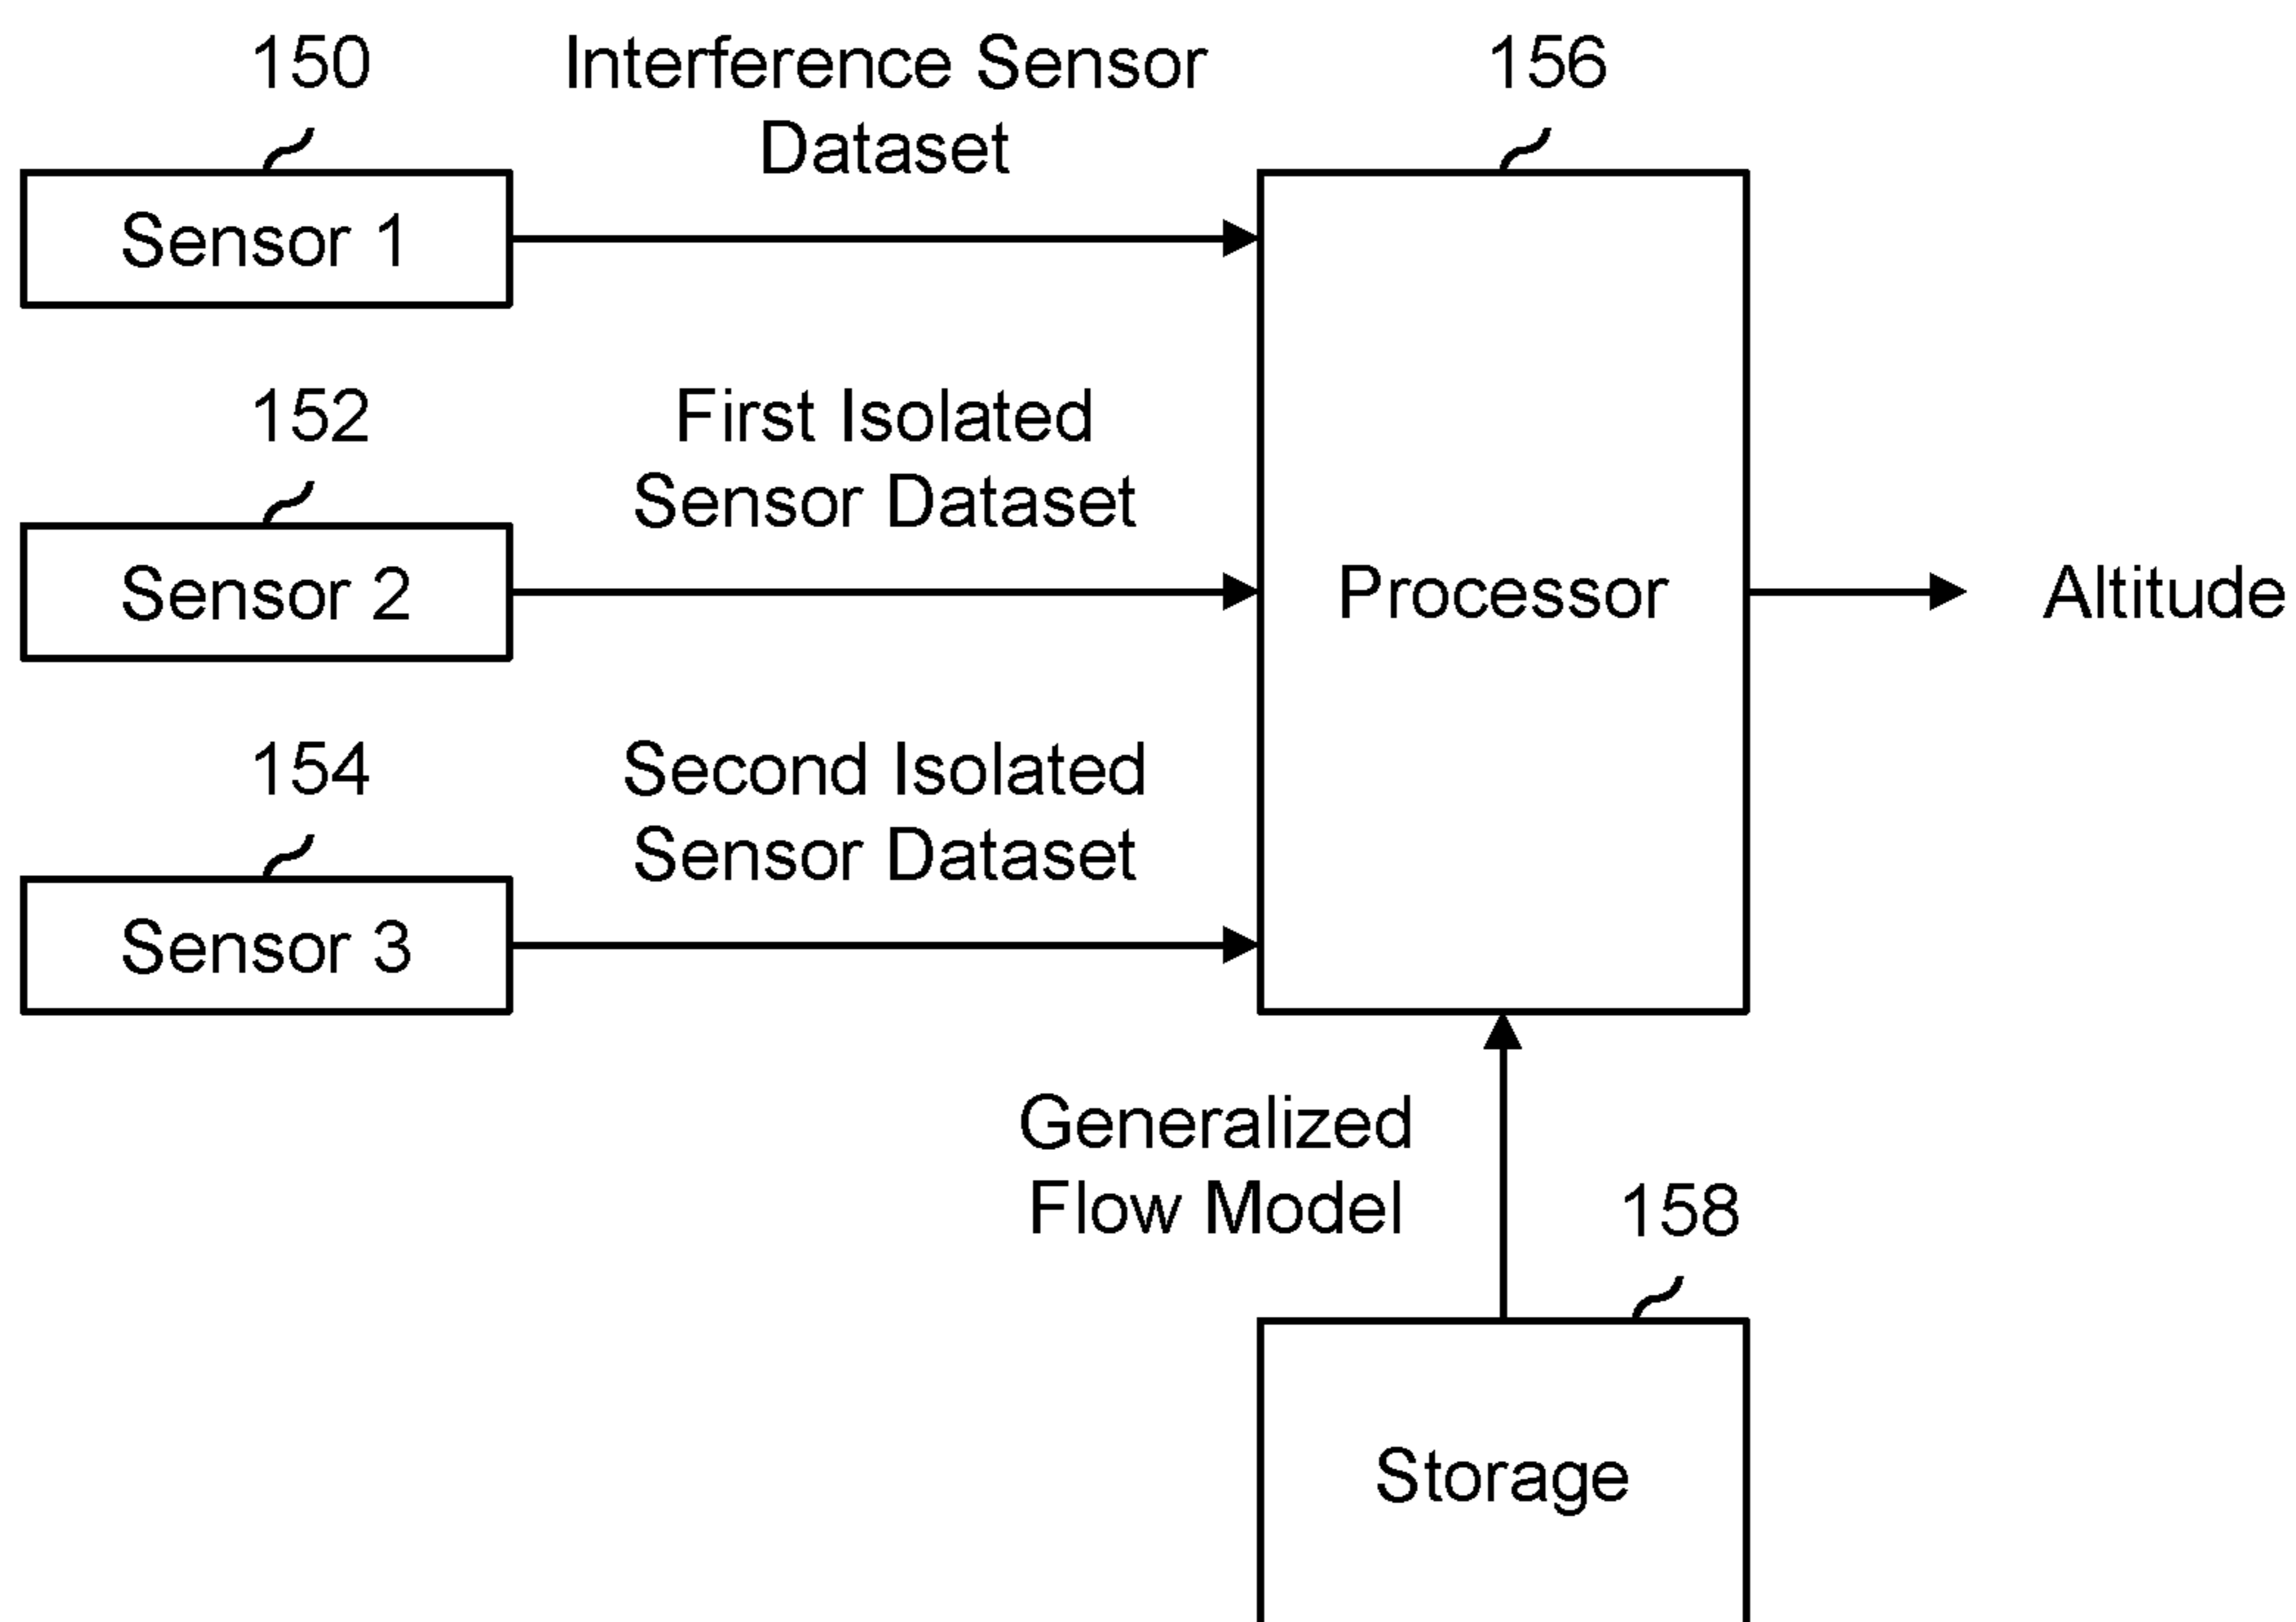 150
Interference Sensor
Dataset
156
Sensor 1
152
First Isolated
Sensor Dataset
Sensor 2
Processor
Altitude
154
Second Isolated
Sensor Dataset
Sensor 3
Generalized
Flow Model
158
Storage